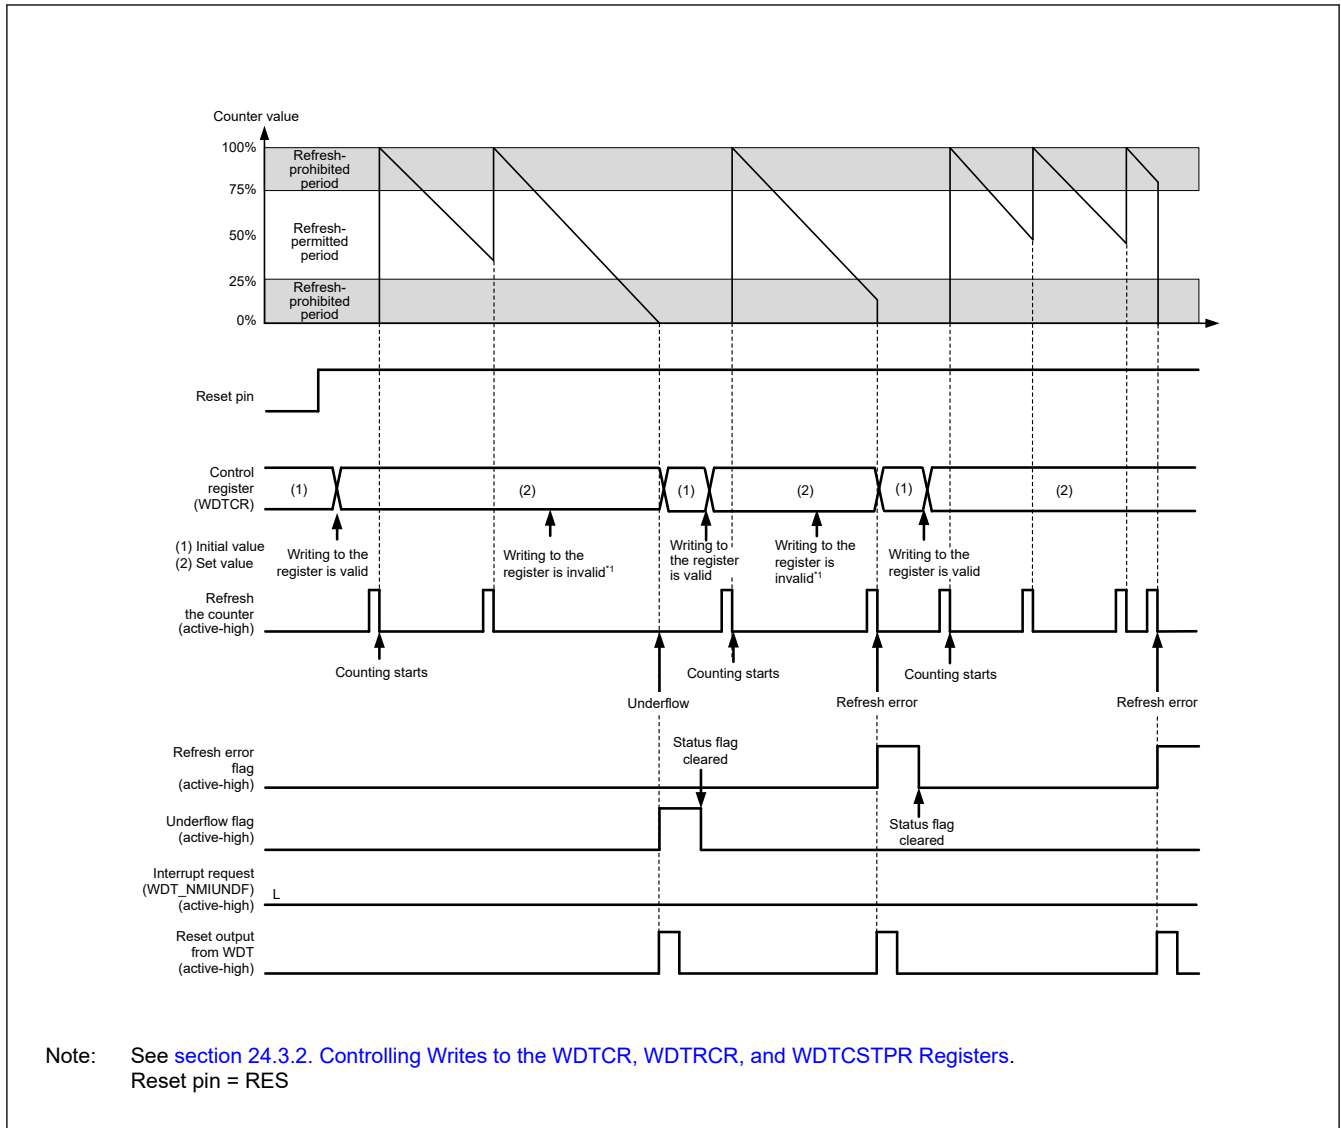 Counter value
100%
Refresh-
prohibited
period
75%
Refresh-
permitted
period
50%
25%
Refresh-
prohibited
period
0%
Reset pin
Control
register
(WDTCR)
(1)
(2)
(1)
(2)
(1)
(2)
(1) Initial value
(2) Set value
Writing to the
register is valid
Writing to the
register is invalid*1
Writing to
the register
is valid
Writing to the
register is
invalid*1
Writing to the
register is valid
Refresh
the counter
(active-high)
Counting starts
Counting starts
Counting starts
Underflow
Refresh error
Refresh error
Refresh error
flag
(active-high)
Status flag
cleared
Underflow flag
(active-high)
Status flag
cleared
Interrupt request
(WDT_NMIUNDF)
(active-high)
L
Reset output
from WDT
(active-high)
Note: See section 24.3.2. Controlling Writes to the WDTCR, WDTRCR, and WDTCSTPR Registers.
Reset pin = RES